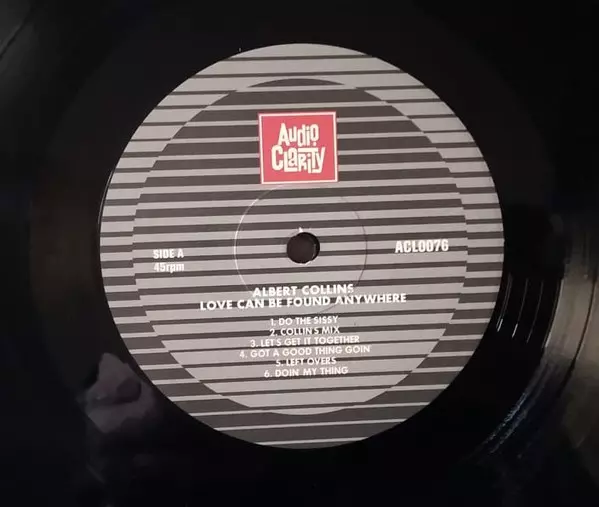 Audio
Clarity
SIDE A
45rpm
ACL0076
ALBERT COLLINS
LOVE CAN BE FOUND ANYWHERE
1. DO THE SISSY
2. COLLINS MIX
3. LET'S GET IT TOGETHER
4. GOT A GOOD THING GOIN'
5. LEFT OVERS
6. DOIN' MY THING